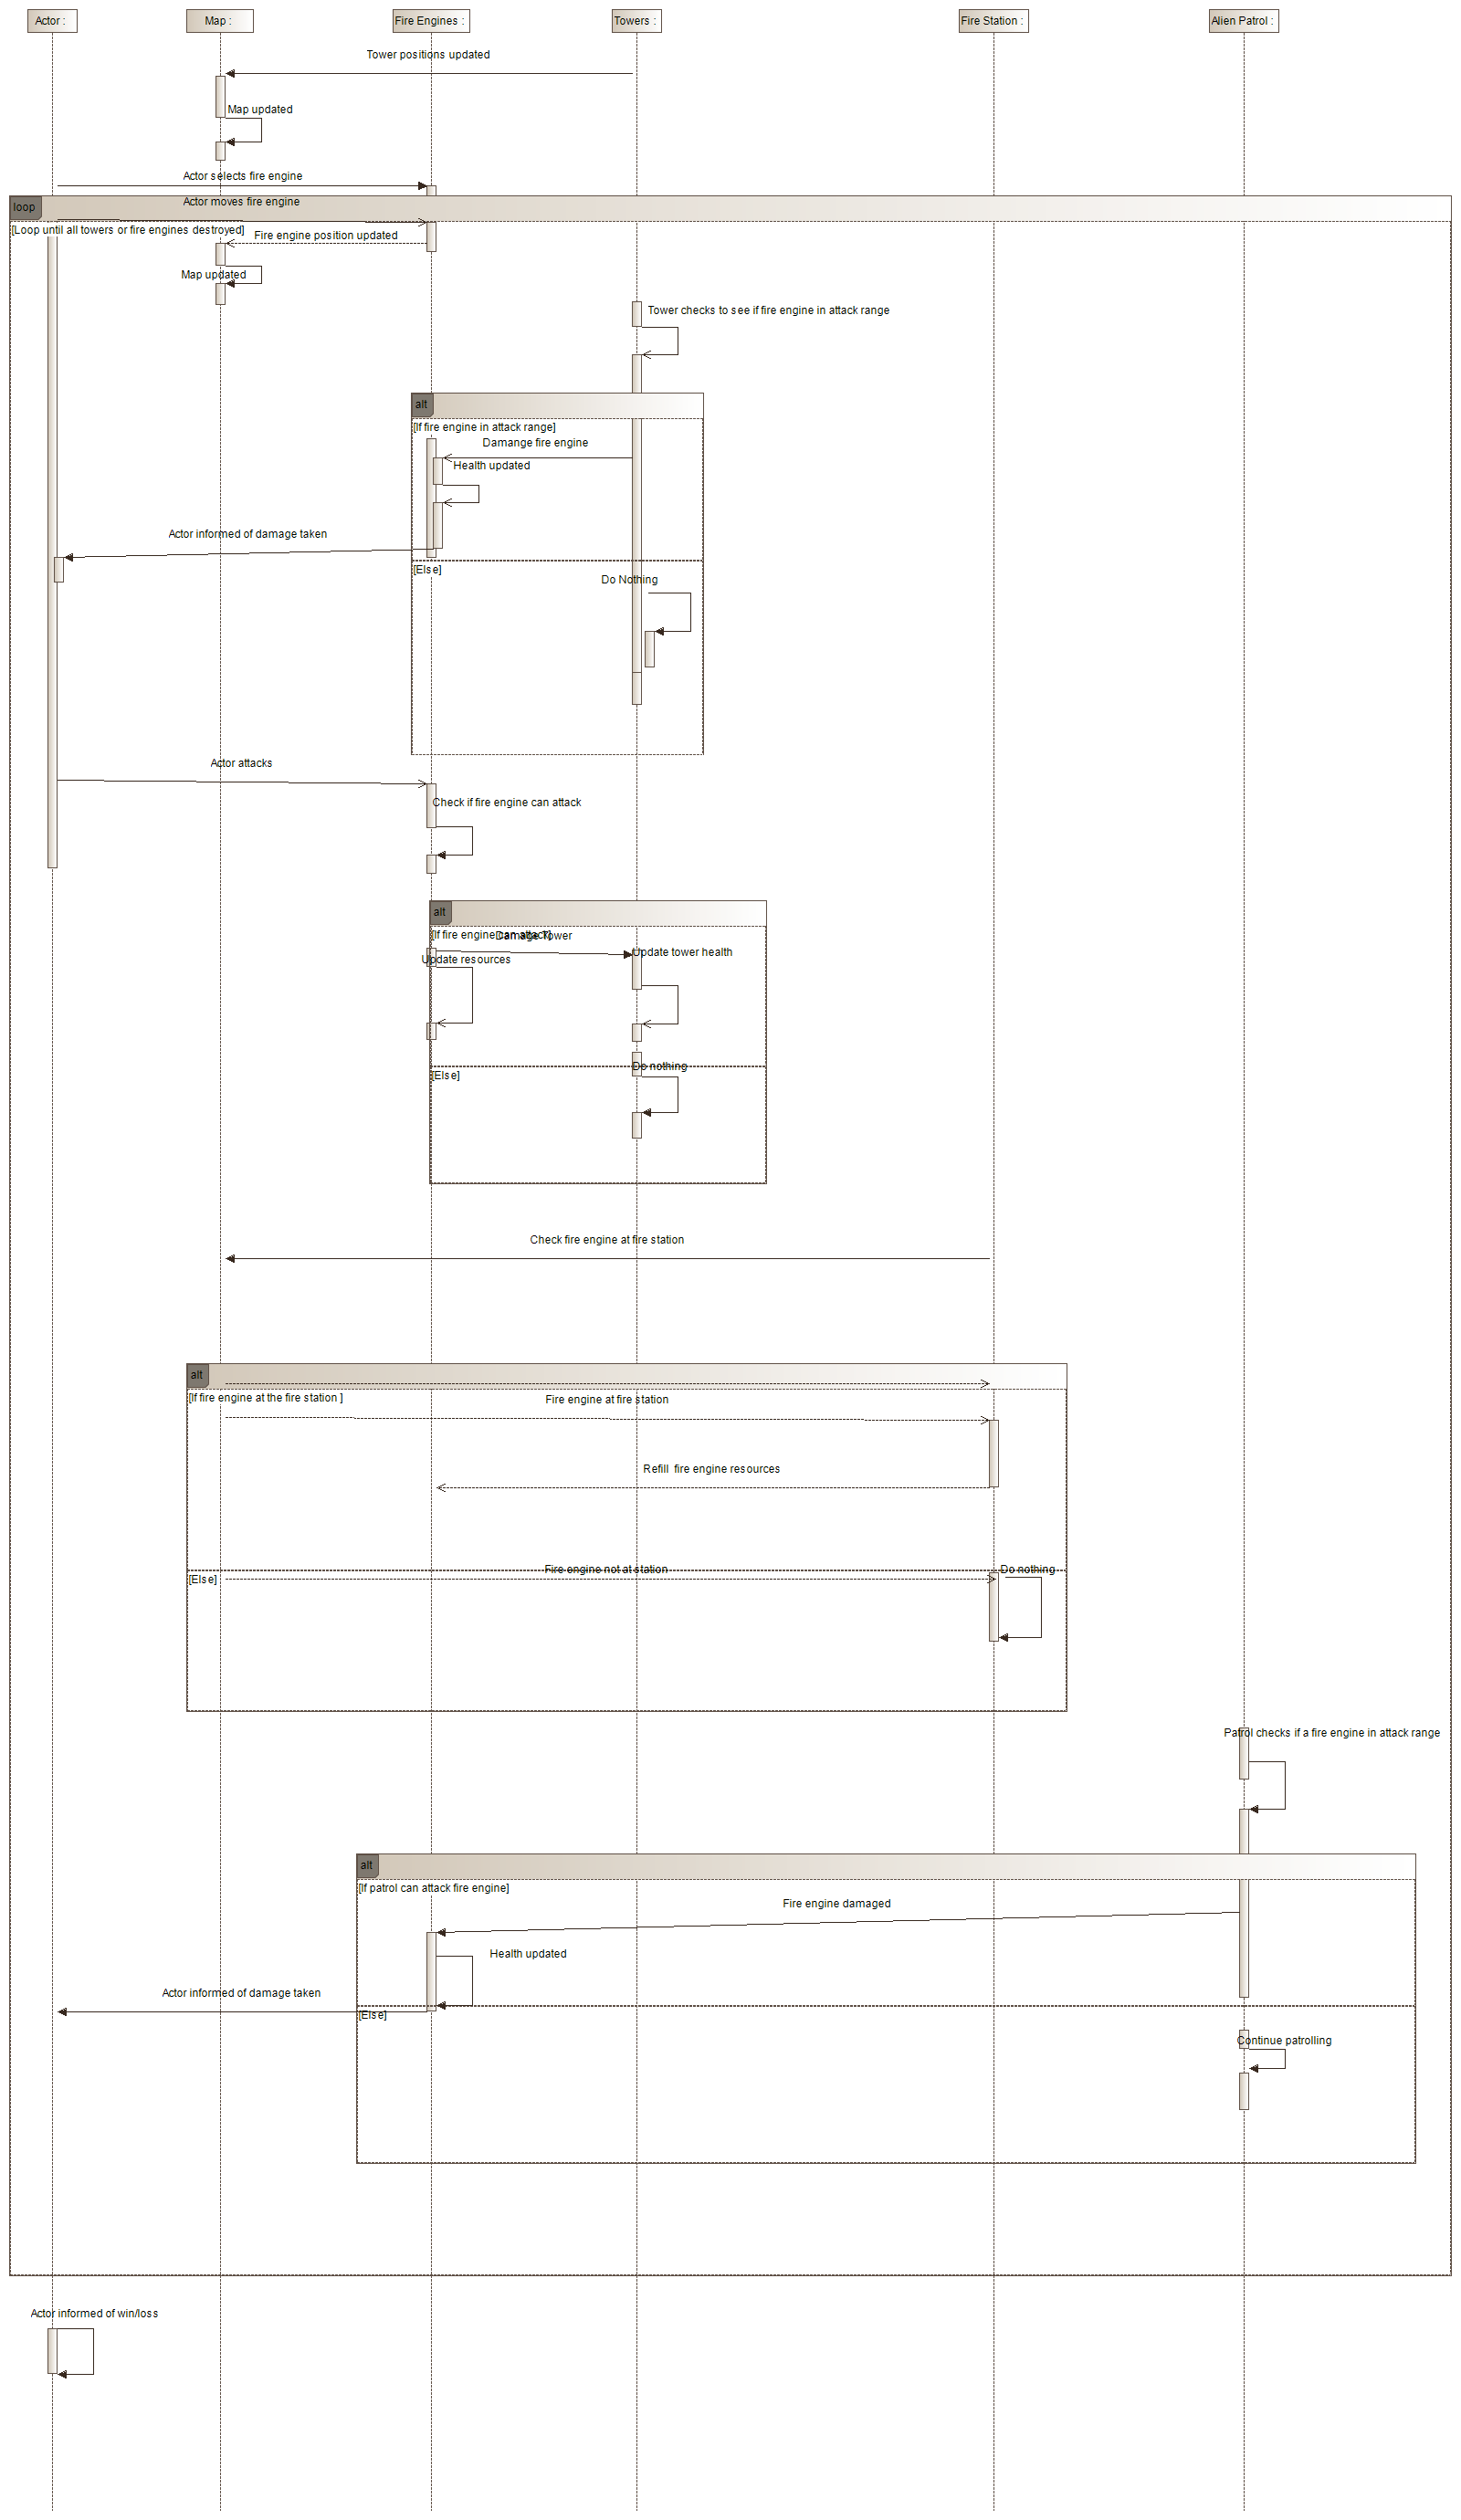 Actor :
Map :
Fire Engines :
Towers :
Fire Station :
Alien Patrol :
Tower positions updated
Map updated
Actor selects fire engine
Actor moves fire engine
loop
[Loop until all towers or fire engines destroyed]
Fire engine position updated
Map updated
Tower checks to see if fire engine in attack range
alt
[If fire engine in attack range]
Damange fire engine
Health updated
Actor informed of damage taken
[Else]
Do Nothing
Actor attacks
Check if fire engine can attack
alt
[If fire engine can attack]
Damage Tower
Update tower health
Update resources
Do nothing
[Else]
Check fire engine at fire station
alt
[If fire engine at the fire station ]
Fire engine at fire station
Refill  fire engine resources
Fire engine not at station
Do nothing
[Else]
Patrol checks if a fire engine in attack range
alt
[If patrol can attack fire engine]
Fire engine damaged
Health updated
Actor informed of damage taken
[Else]
Continue patrolling
Actor informed of win/loss